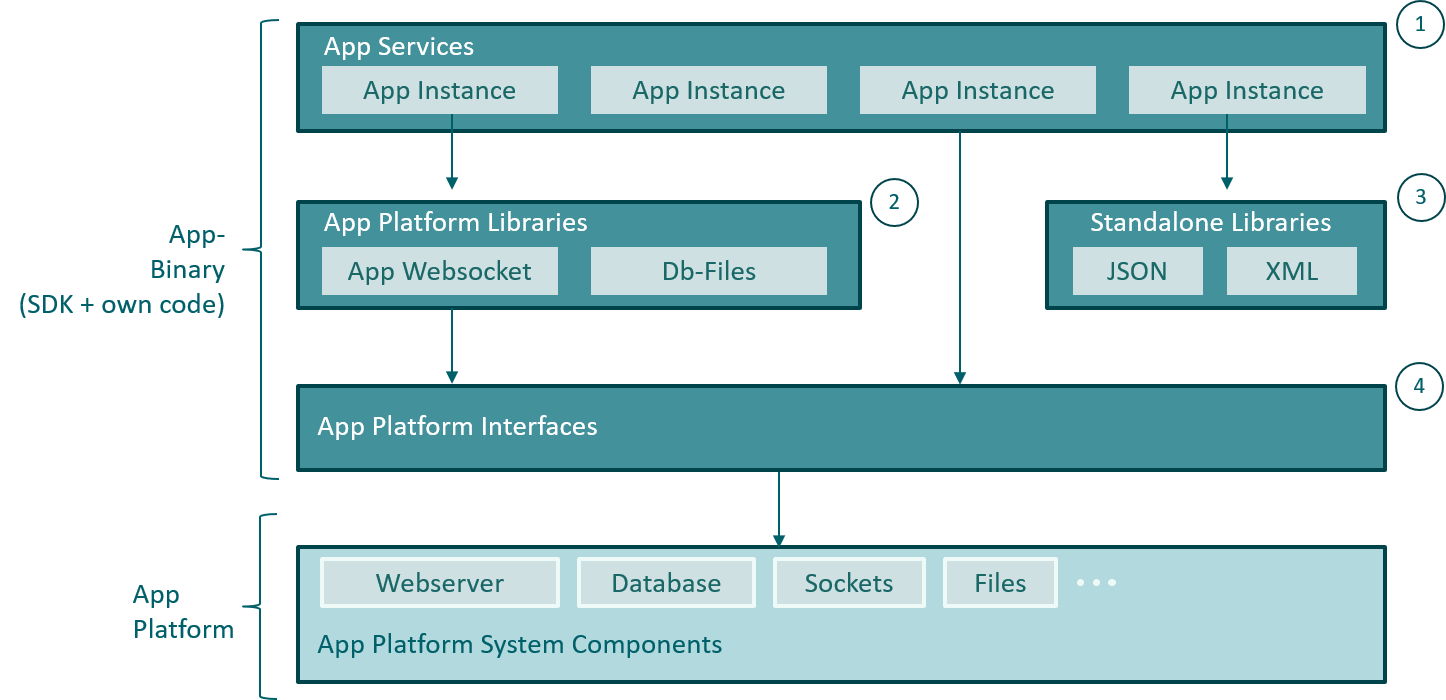 1
App Services
App Instance
App Instance
App Instance
App Instance
2
App Platform Libraries
App Websocket
Db-Files
3
Standalone Libraries
JSON
XML
App-
Binary
(SDK + own code)
4
App Platform Interfaces
Webserver
Database
Sockets
Files
...
App Platform System Components
App
Platform